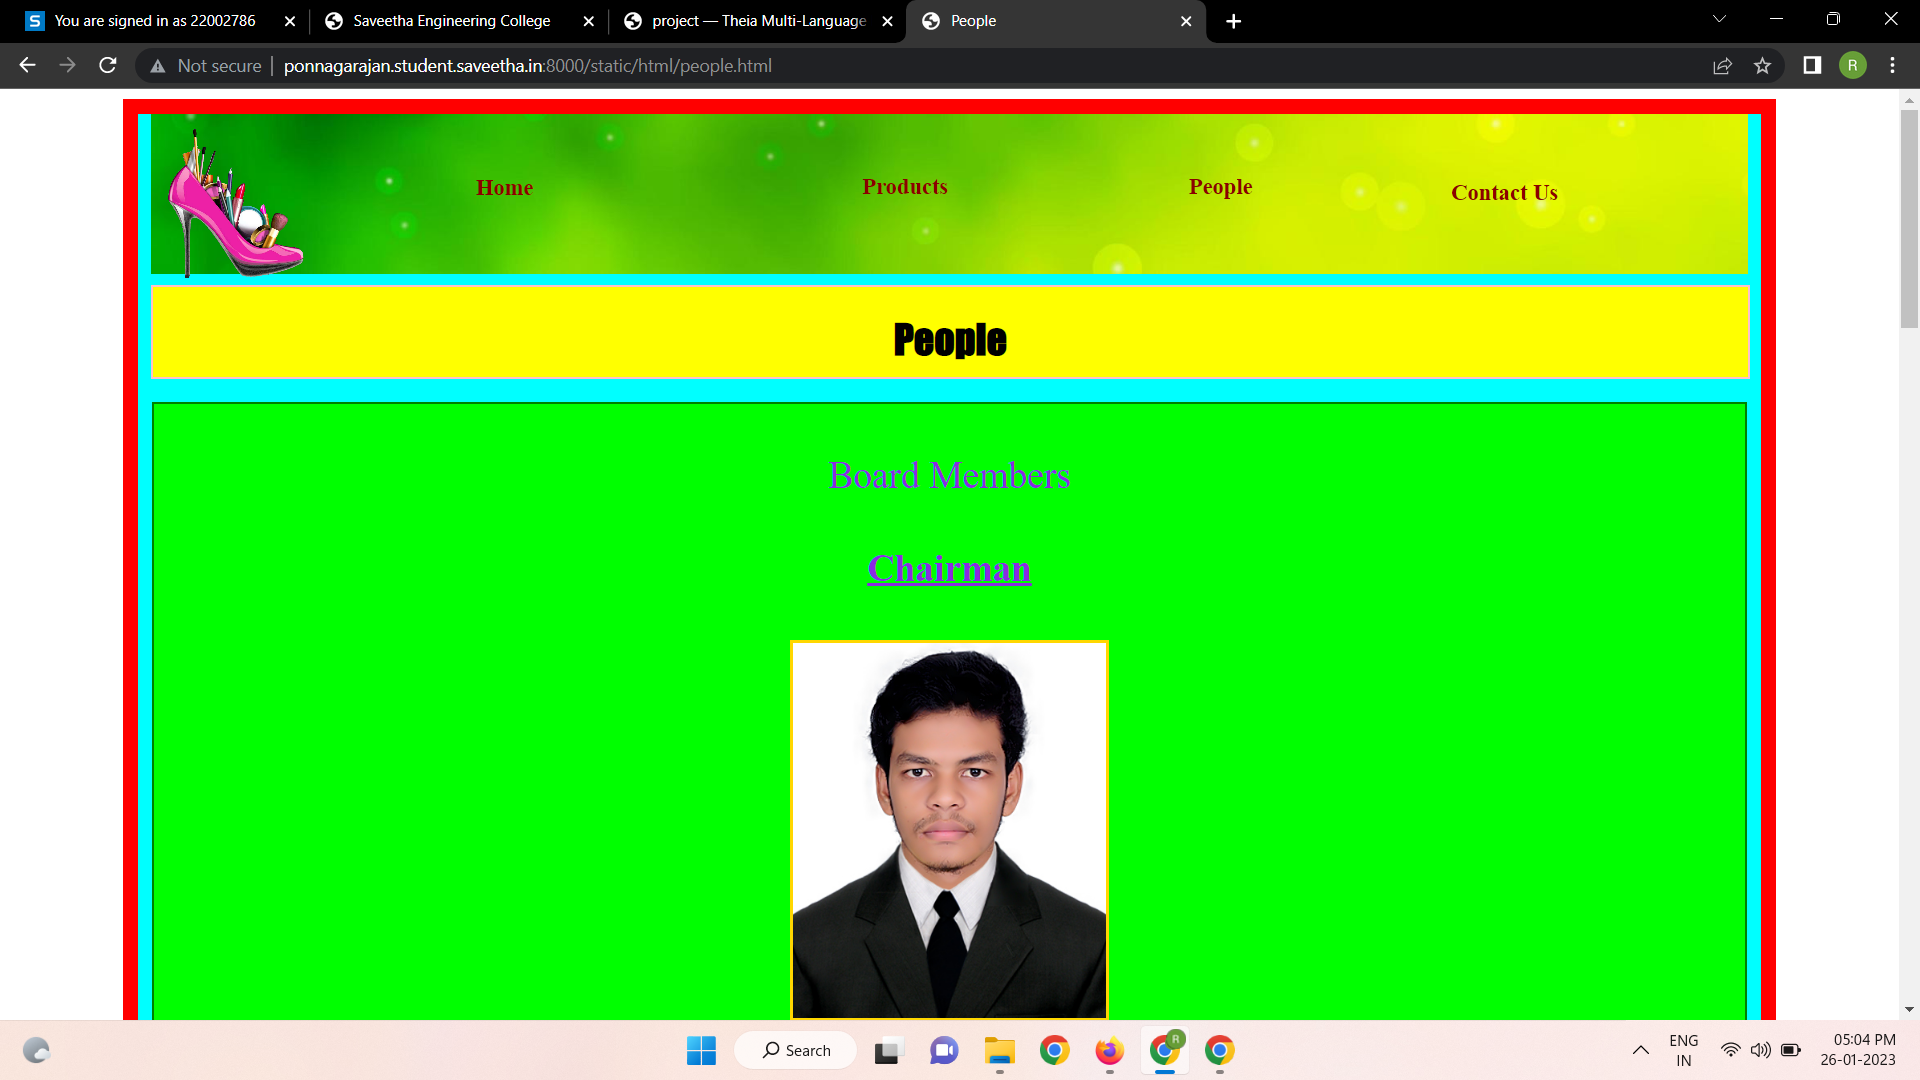 You are signed in as 22002786
Saveetha Engineering College
project — Theia Multi-Language
People
Not secure
ponnagarajan.student.saveetha.in:8000/static/html/people.html
R
Home
Products
People
Contact Us
People
Board Members
Chairman
Search
R
ENG
IN
05:04 PM
26-01-2023